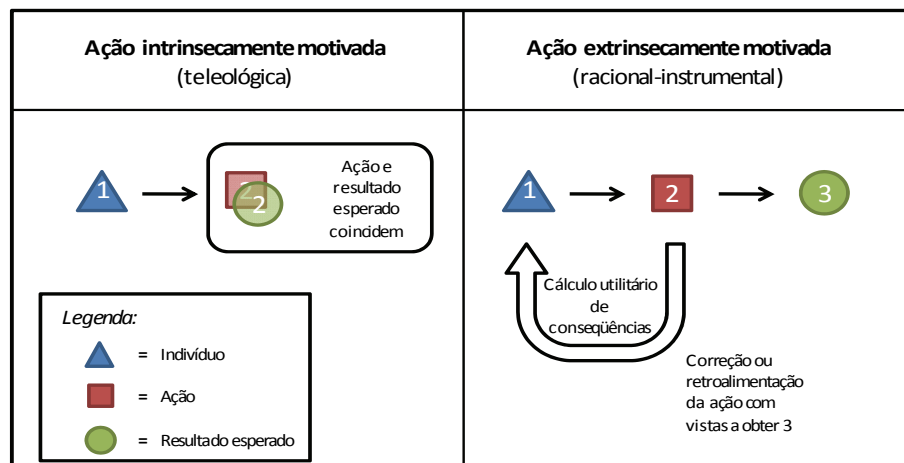 Ação intrinsecamente motivada
(teleológica)
Ação extrinsecamente motivada
(racional-instrumental)
1
2
2
Ação e
resultado
esperado
coincidem
1
2
3
Cálculo utilitário
de
conseqüências
Correção ou
retroalimentação
da ação com
vistas a obter 3
Legenda:
= Indivíduo
= Ação
= Resultado esperado